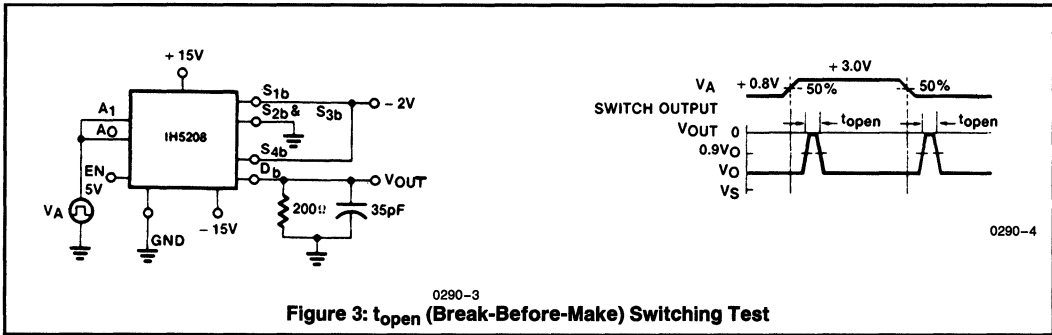 + 15V
A1
AO
EN
5V
VA
IH5208
S1b
S2b &
S3b
S4b
Db
- 2V
VOUT
200Ω
35pF
GND
- 15V
0290-3
VA
+ 0.8V
+ 3.0V
50%
50%
SWITCH OUTPUT
VOUT 0
topen
topen
0.9VO
VO
VS
0290-4
Figure 3: topen (Break-Before-Make) Switching Test